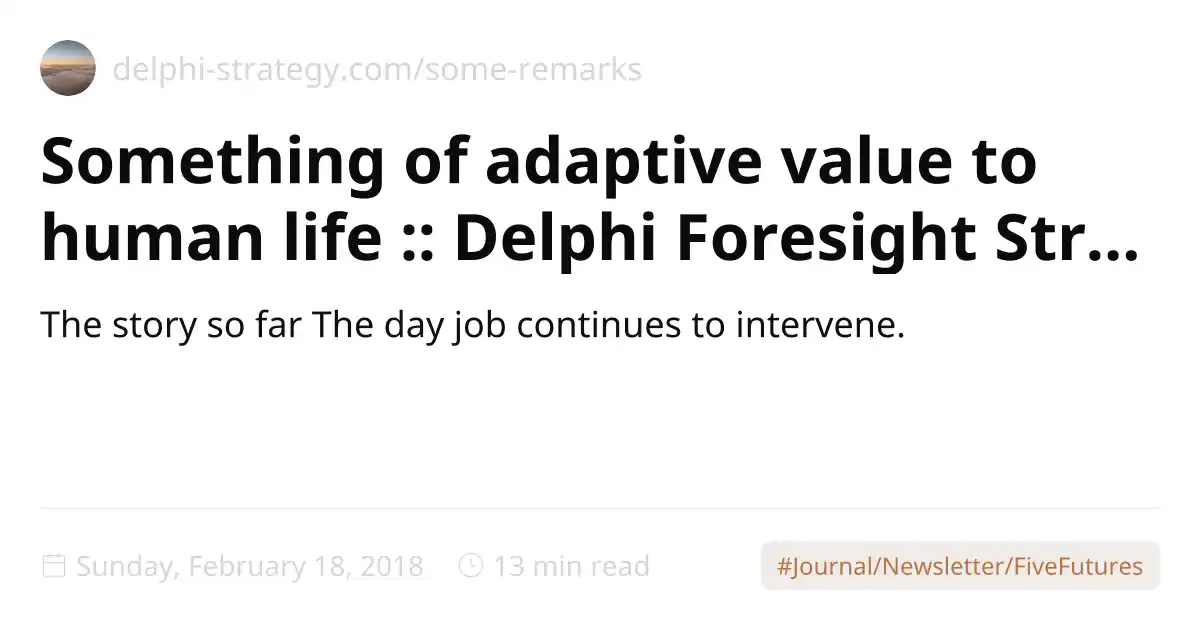 delphi-strategy.com/some-remarks
Something of adaptive value to
human life :: Delphi Foresight Str...
The story so far The day job continues to intervene.
Sunday, February 18, 2018 13 min read #Journal/Newsletter/FiveFutures